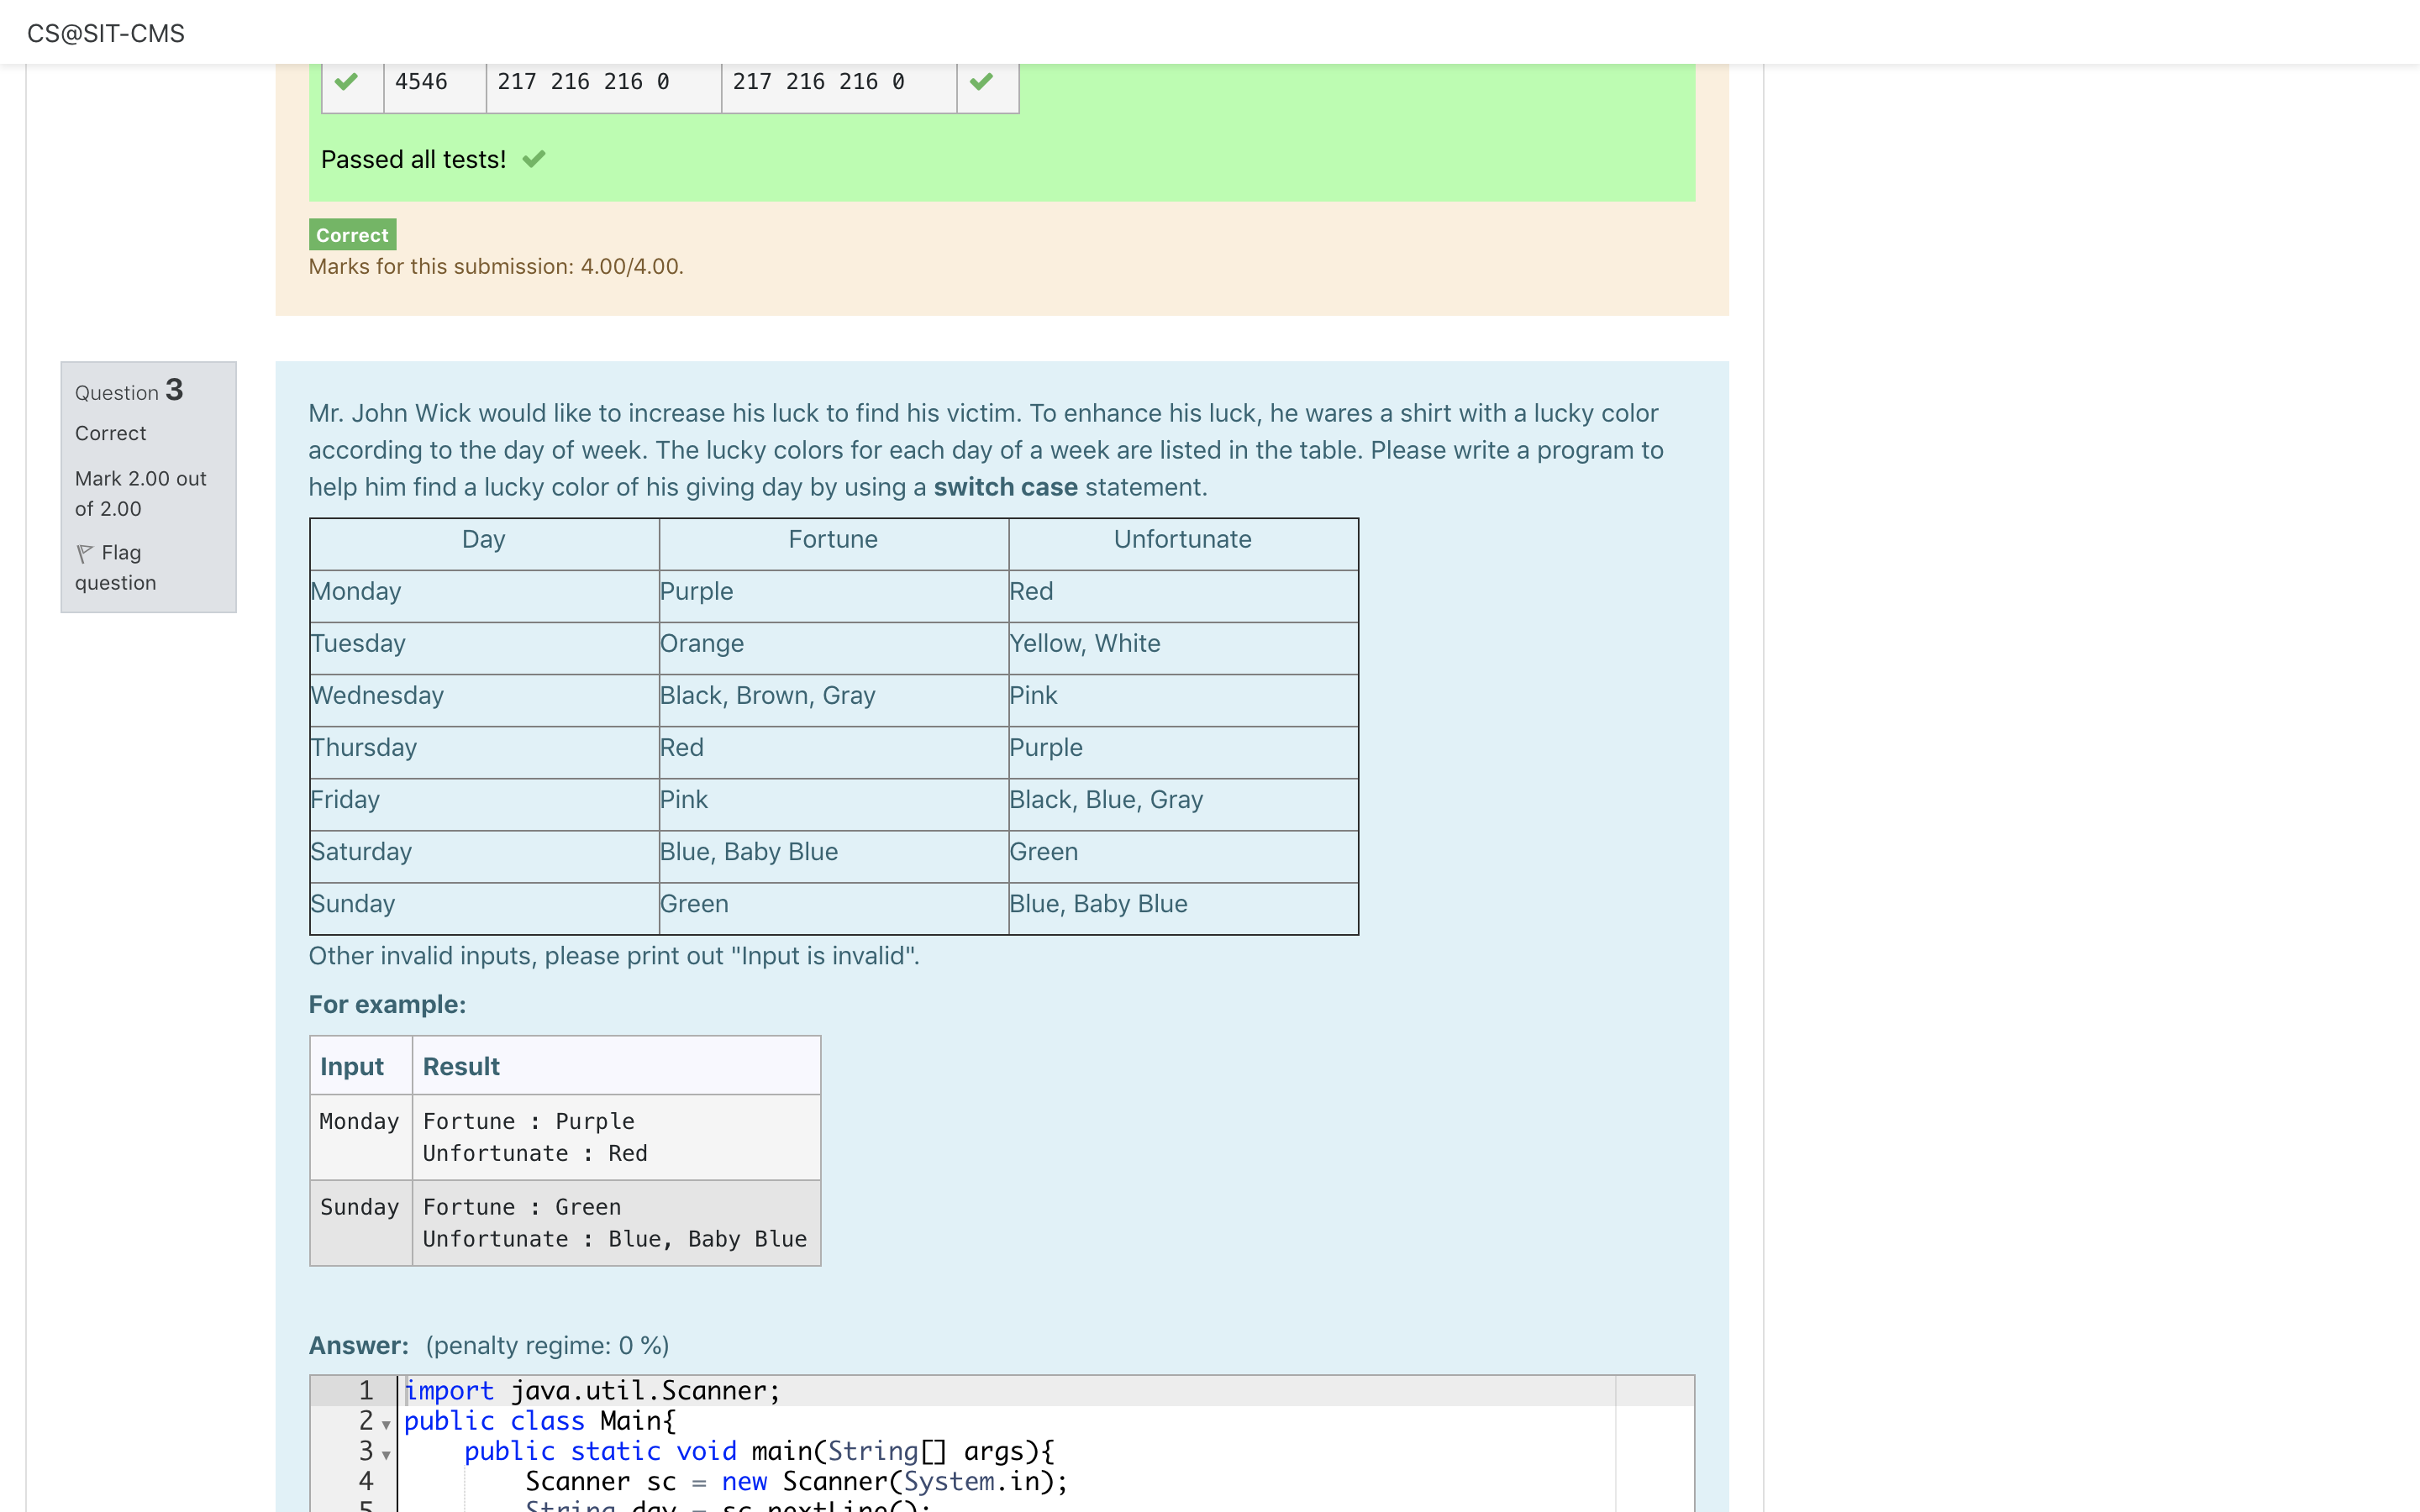 CS@SIT-CMS
4546 217 216 216 0 217 216 216 0
Passed all tests!
Correct
Marks for this submission: 4.00/4.00.
Question 3
Correct
Mark 2.00 out
of 2.00
Flag
question
Mr. John Wick would like to increase his luck to find his victim. To enhance his luck, he wares a shirt with a lucky color
according to the day of week. The lucky colors for each day of a week are listed in the table. Please write a program to
help him find a lucky color of his giving day by using a switch case statement.
Day Fortune Unfortunate
Monday Purple Red
Tuesday Orange Yellow, White
Wednesday Black, Brown, Gray Pink
Thursday Red Purple
Friday Pink Black, Blue, Gray
Saturday Blue, Baby Blue Green
Sunday Green Blue, Baby Blue
Other invalid inputs, please print out "Input is invalid".
For example:
Input Result
Monday Fortune : Purple
Unfortunate : Red
Sunday Fortune : Green
Unfortunate : Blue, Baby Blue
Answer: (penalty regime: 0 %)
1 import java.util.Scanner;
2 public class Main{
3 public static void main(String[] args){
4 Scanner sc = new Scanner(System.in);
5 String day = sc.nextLine();